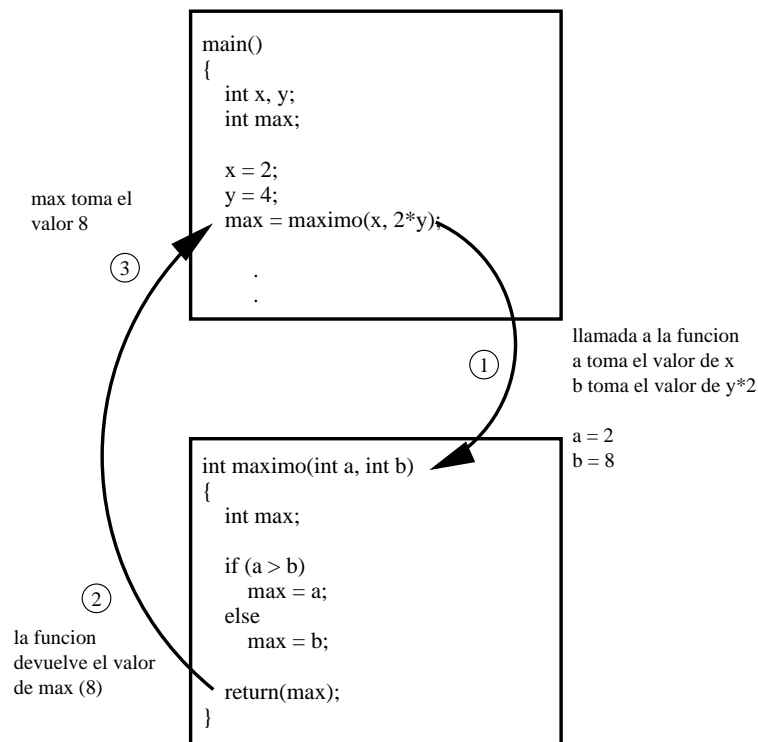 main()
{
int x, y;
int max;
x = 2;
y = 4;
max = maximo(x, 2*y);
.
.
max toma el
valor 8
3
1
llamada a la funcion
a toma el valor de x
b toma el valor de y*2
a = 2
b = 8
int maximo(int a, int b)
{
int max;
if (a > b)
max = a;
else
max = b;
return(max);
}
2
la funcion
devuelve el valor
de max (8)